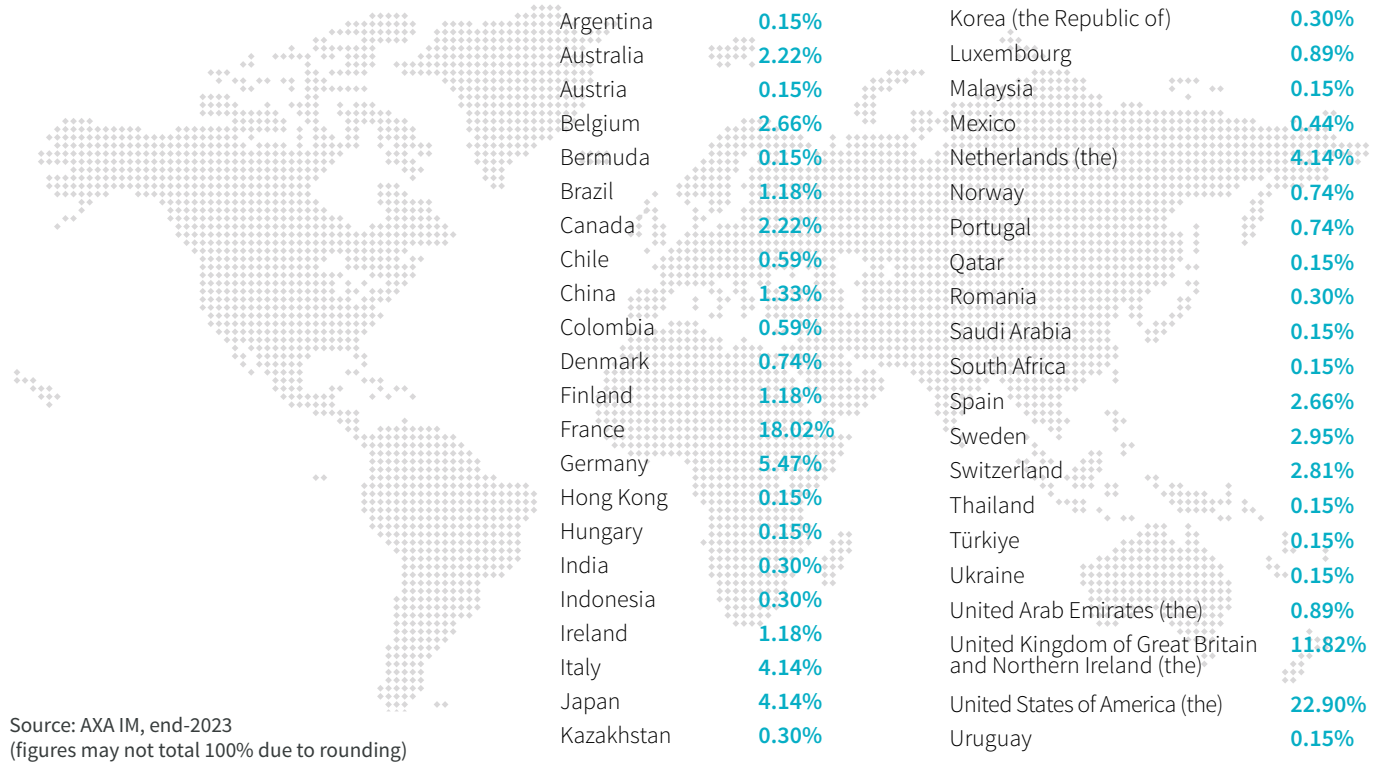 Argentina 0.15%
Australia 2.22%
Austria 0.15%
Belgium 2.66%
Bermuda 0.15%
Brazil 1.18%
Canada 2.22%
Chile 0.59%
China 1.33%
Colombia 0.59%
Denmark 0.74%
Finland 1.18%
France 18.02%
Germany 5.47%
Hong Kong 0.15%
Hungary 0.15%
India 0.30%
Indonesia 0.30%
Ireland 1.18%
Italy 4.14%
Japan 4.14%
Kazakhstan 0.30%
Korea (the Republic of) 0.30%
Luxembourg 0.89%
Malaysia 0.15%
Mexico 0.44%
Netherlands (the) 4.14%
Norway 0.74%
Portugal 0.74%
Qatar 0.15%
Romania 0.30%
Saudi Arabia 0.15%
South Africa 0.15%
Spain 2.66%
Sweden 2.95%
Switzerland 2.81%
Thailand 0.15%
Türkiye 0.15%
Ukraine 0.15%
United Arab Emirates (the) 0.89%
United Kingdom of Great Britain 11.82%
and Northern Ireland (the)
United States of America (the) 22.90%
Uruguay 0.15%
Source: AXA IM, end-2023
(figures may not total 100% due to rounding)